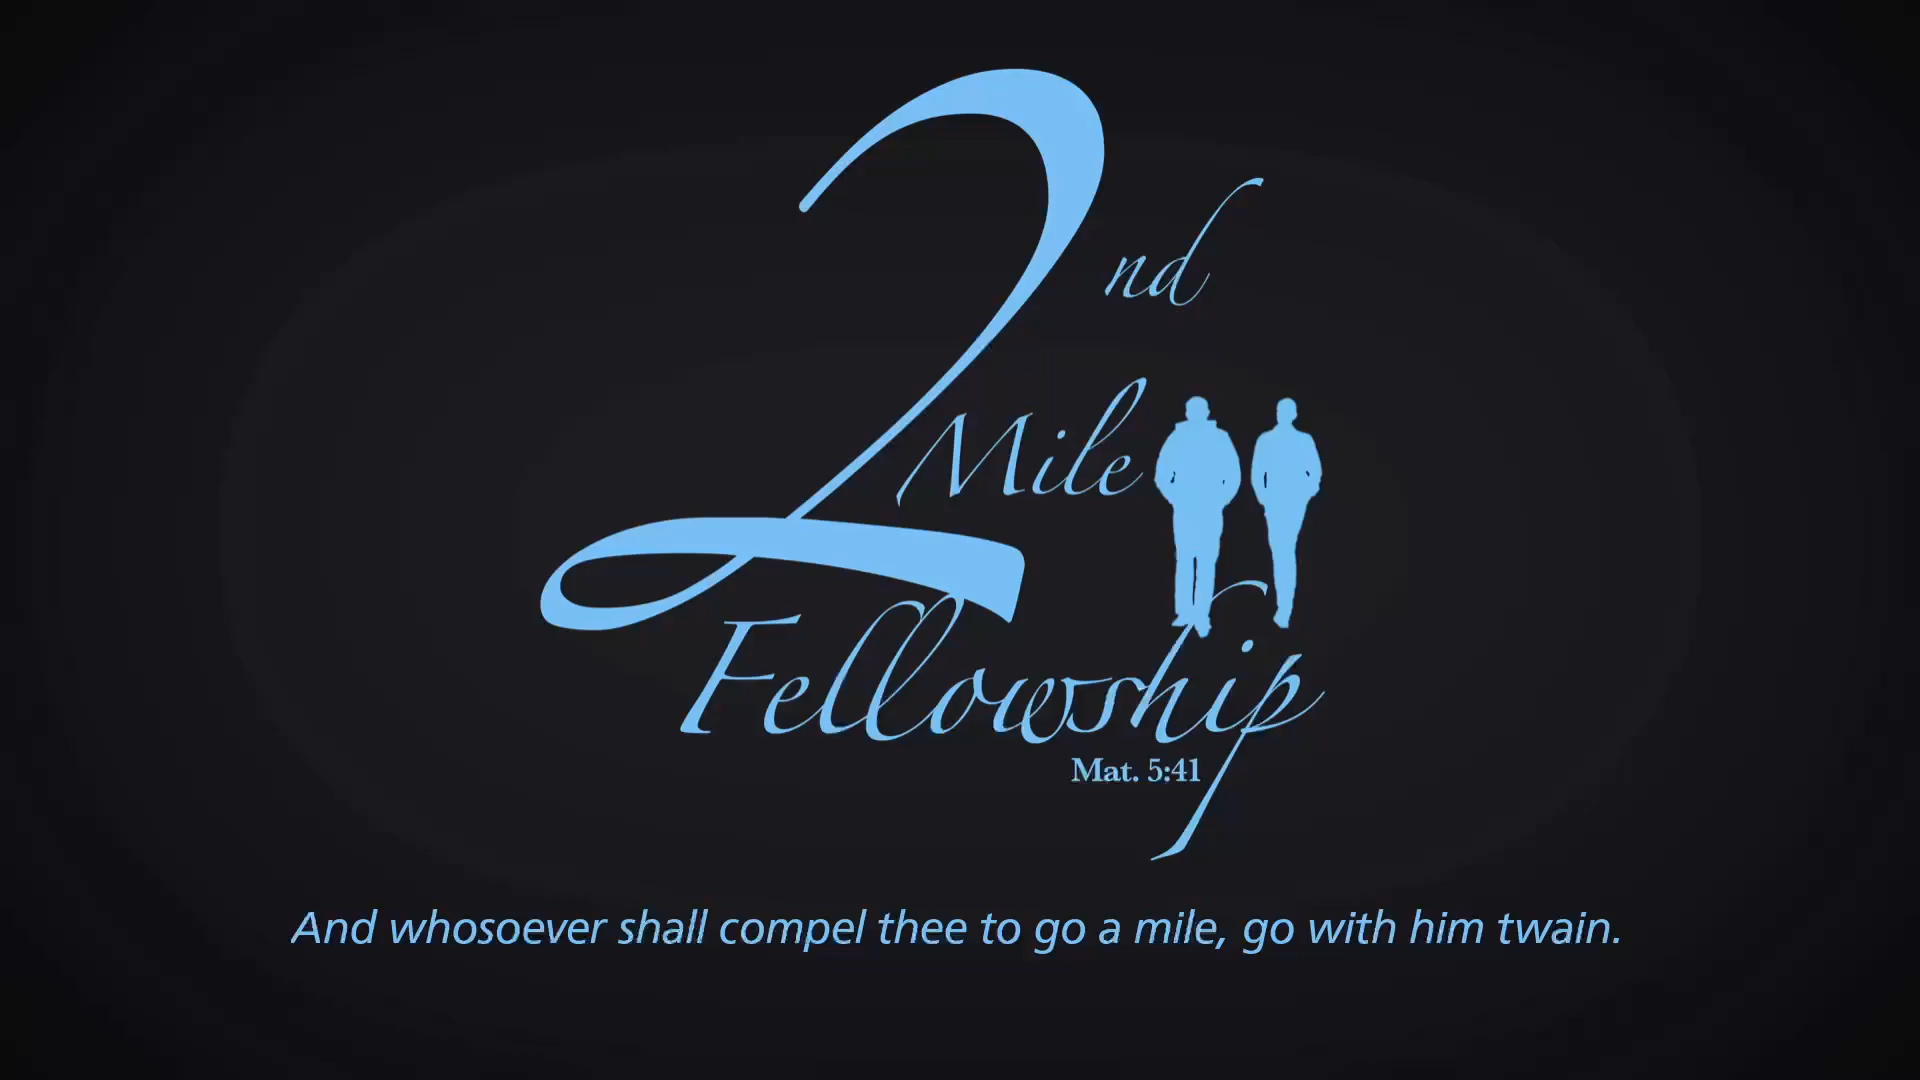 2nd
Mile
Fellowship
Mat. 5:41
And whosoever shall compel thee to go a mile, go with him twain.